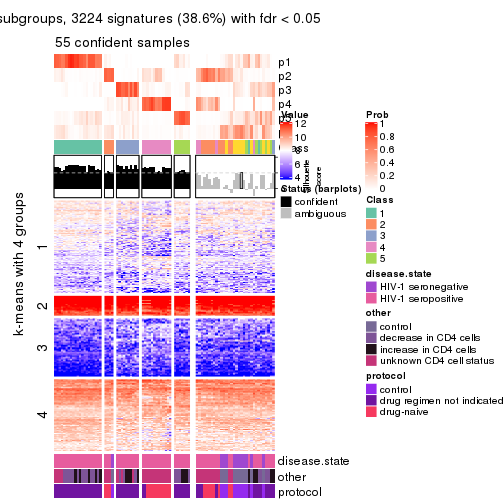 subgroups, 3224 signatures (38.6%) with fdr < 0.05
55 confident samples
p1
p2
p3
p4
Value
12
10
8
6
4
Prob
1
0.8
0.6
0.4
0.2
0
Status (barplots)
confident
ambiguous
Silhouette
score
Class
1
2
3
4
5
disease.state
HIV-1 seronegative
HIV-1 seropositive
other
control
decrease in CD4 cells
increase in CD4 cells
unknown CD4 cell status
protocol
control
drug regimen not indicated
drug-naive
k-means with 4 groups
1
2
3
4
disease.state
other
protocol